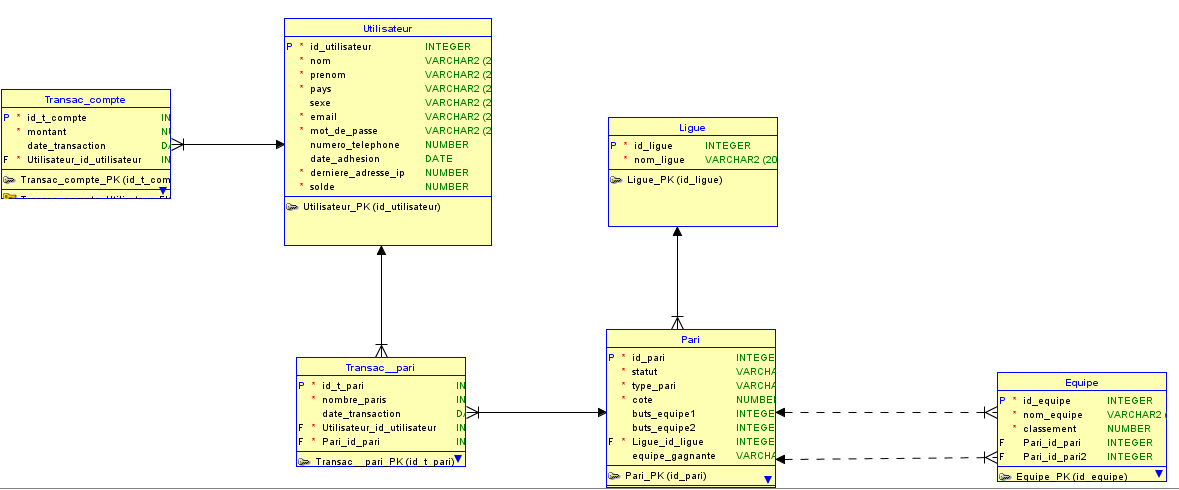 Utilisateur
P * id_utilisateur INTEGER
* nom VARCHAR2 (2
* prenom VARCHAR2 (2
* pays VARCHAR2 (2
sexe VARCHAR2 (2
* email VARCHAR2 (2
* mot_de_passe VARCHAR2 (2
numero_telephone NUMBER
date_adhesion DATE
* derniere_adresse_ip NUMBER
* solde NUMBER
Utilisateur_PK (id_utilisateur)
Transac_compte
P * id_t_compte IN
* montant NU
date_transaction DA
F * Utilisateur_id_utilisateur IN
Transac_compte_PK (id_t_com
Ligue
P * id_ligue INTEGER
* nom_ligue VARCHAR2 (20
Ligue_PK (id_ligue)
Transac__pari
P * id_t_pari IN
* nombre_paris IN
date_transaction DA
F * Utilisateur_id_utilisateur IN
F * Pari_id_pari IN
Transac__pari_PK (id_t_pari)
Pari
P * id_pari INTEGE
* statut VARCHA
* type_pari VARCHA
* cote NUMBE
buts_equipe1 INTEGE
buts_equipe2 INTEGE
F * Ligue_id_ligue INTEGE
equipe_gagnante VARCHA
Pari_PK (id_pari)
Equipe
P * id_equipe INTEGER
* nom_equipe VARCHAR2 (
* classement NUMBER
F Pari_id_pari INTEGER
F Pari_id_pari2 INTEGER
Equipe_PK (id_equipe)